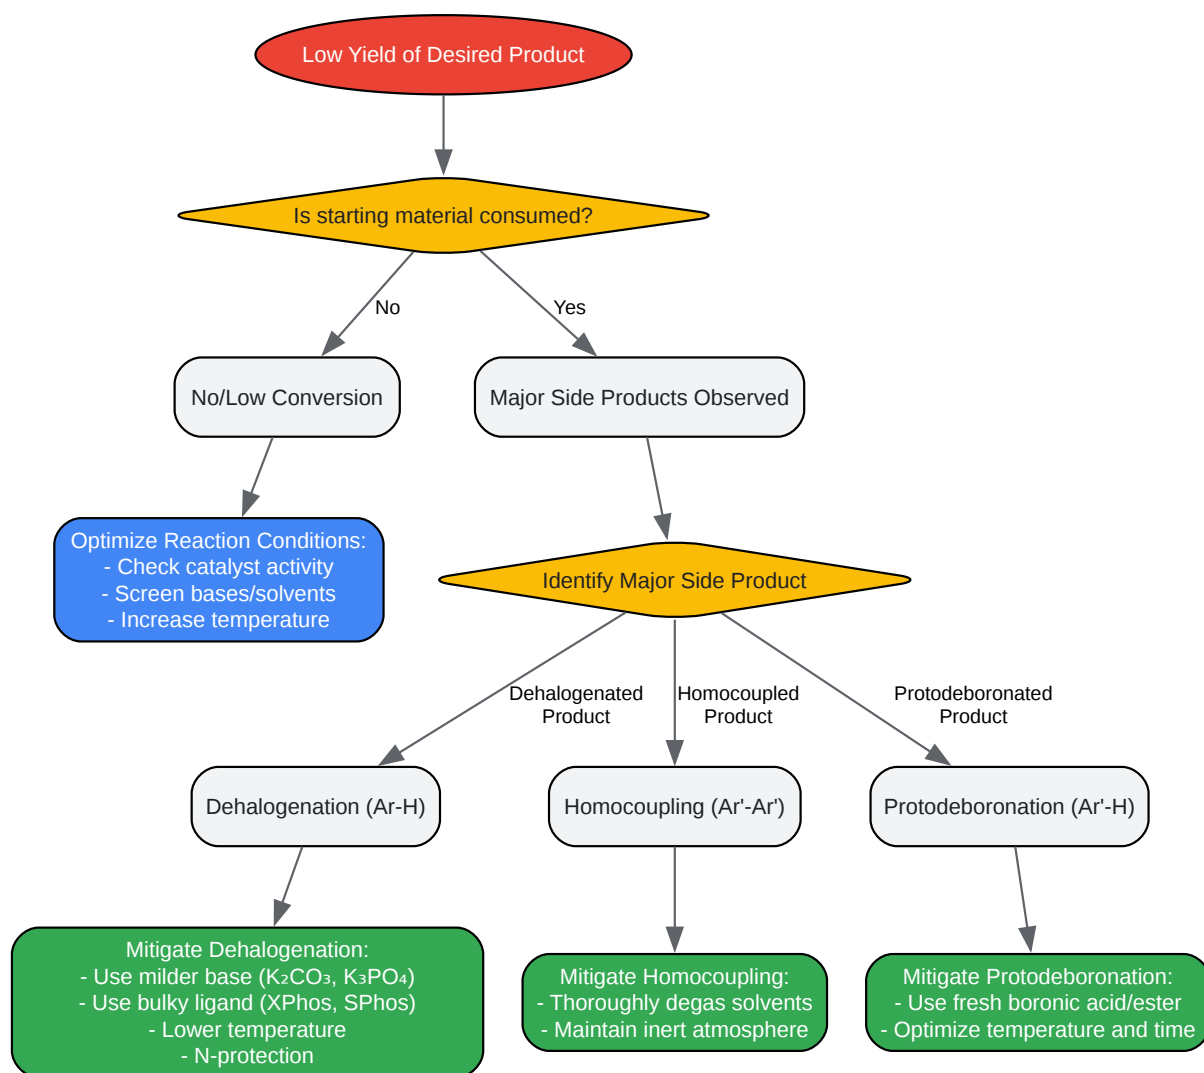 Low Yield of Desired Product
Is starting material consumed?
No
Yes
No/Low Conversion
Major Side Products Observed
Optimize Reaction Conditions:
- Check catalyst activity
- Screen bases/solvents
- Increase temperature
Identify Major Side Product
Dehalogenated
Product
Homocoupled
Product
Protodeboronated
Product
Dehalogenation (Ar-H)
Homocoupling (Ar'-Ar')
Protodeboronation (Ar'-H)
Mitigate Dehalogenation:
- Use milder base (K₂CO₃, K₃PO₄)
- Use bulky ligand (XPhos, SPhos)
- Lower temperature
- N-protection
Mitigate Homocoupling:
- Thoroughly degas solvents
- Maintain inert atmosphere
Mitigate Protodeboronation:
- Use fresh boronic acid/ester
- Optimize temperature and time